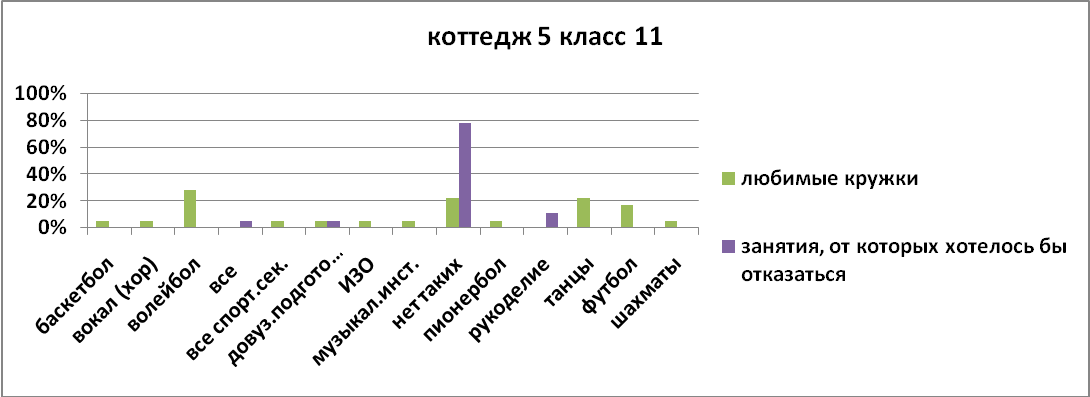 коттедж 5 класс 11
100%
80%
60%
40%
20%
0%
баскетбол
вокал (хор)
волейбол
все
все спорт.сек.
довуз.подгото...
ИЗО
музыкал.инст.
нет таких
пионербол
рукоделие
танцы
футбол
шахматы
любимые кружки
занятия, от которых хотелось бы
отказаться